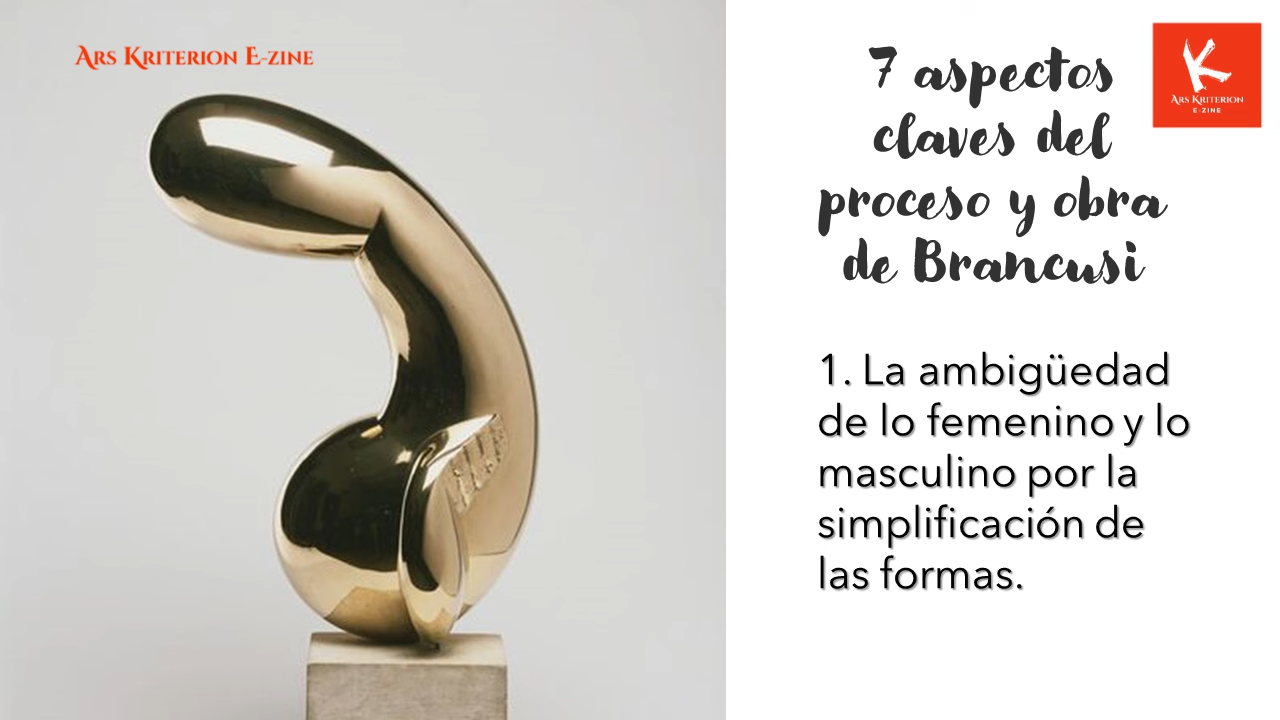 ARS KRITERION E-ZINE
7 aspectos
claves del
proceso y obra
de Brancusi
K
ARS KRITERION
E-ZINE
1. La ambigüedad
de lo femenino y lo
masculino por la
simplificación de
las formas.